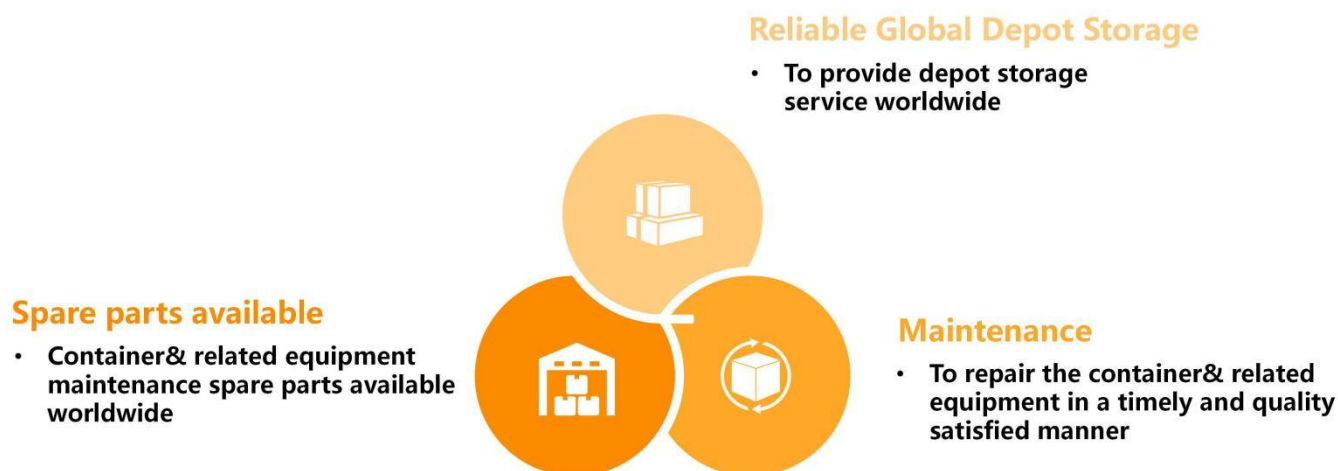 Reliable Global Depot Storage
• To provide depot storage
service worldwide
Spare parts available
• Container& related equipment
maintenance spare parts available
worldwide
Maintenance
• To repair the container& related
equipment in a timely and quality
satisfied manner